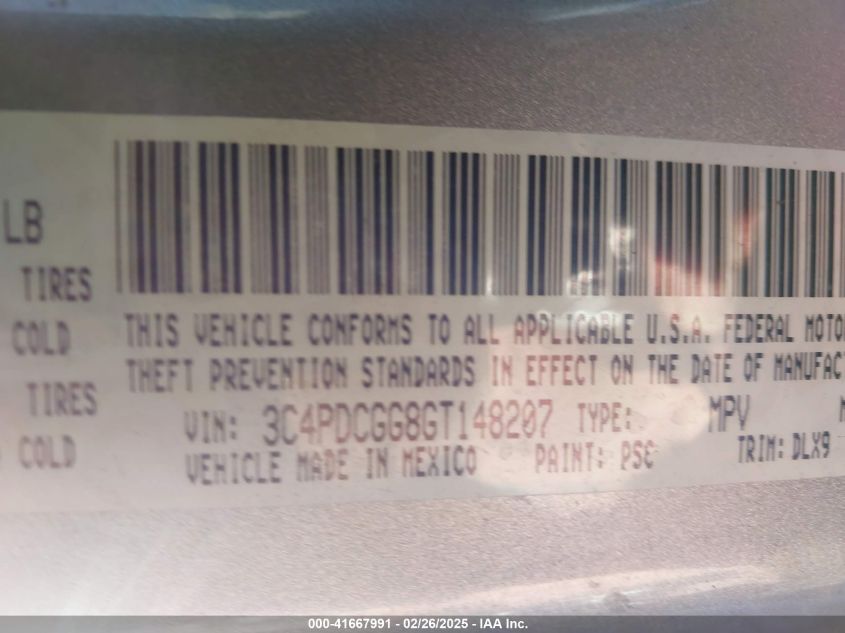 LB
TIRES
COLD
TIRES
COLD
THIS VEHICLE CONFORMS TO ALL APPLICABLE U.S.A. FEDERAL MOTO
THEFT PREVENTION STANDARDS IN EFFECT ON THE DATE OF MANUFAC
VIN: 3C4PDCGG8GT148207 TYPE: MPV
VEHICLE MADE IN MEXICO PAINT: PSC TRIM: DLX9
000-41667991 - 02/26/2025 - IAA Inc.